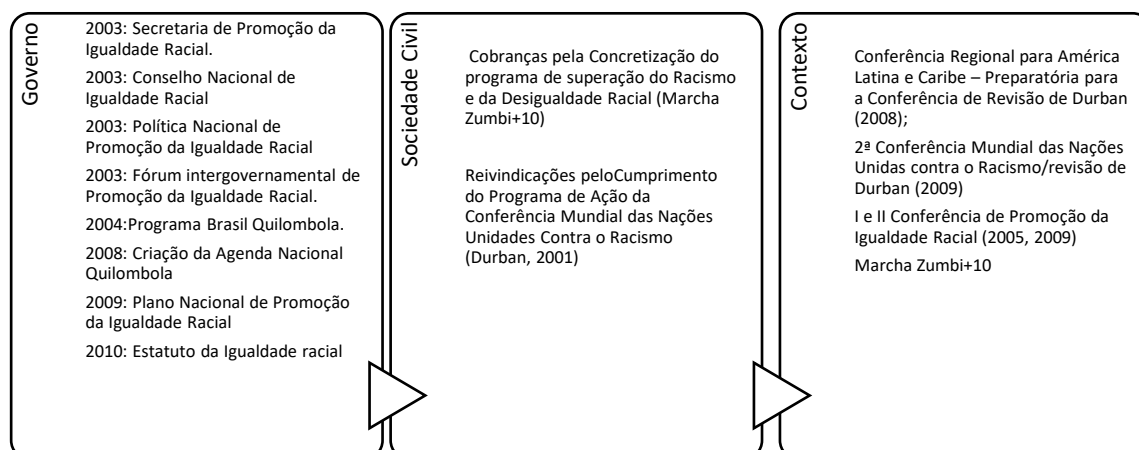 Governo
2003: Secretaria de Promoção da
Igualdade Racial.
2003: Conselho Nacional de
Igualdade Racial
2003: Política Nacional de
Promoção da Igualdade Racial
2003: Fórum intergovernamental de
Promoção da Igualdade Racial.
2004:Programa Brasil Quilombola.
2008: Criação da Agenda Nacional
Quilombola
2009: Plano Nacional de Promoção
da Igualdade Racial
2010: Estatuto da Igualdade racial
Sociedade Civil
Cobranças pela Concretização do
programa de superação do Racismo
e da Desigualdade Racial (Marcha
Zumbi+10)
Reivindicações peloCumprimento
do Programa de Ação da
Conferência Mundial das Nações
Unidades Contra o Racismo
(Durban, 2001)
Contexto
Conferência Regional para América
Latina e Caribe – Preparatória para
a Conferência de Revisão de Durban
(2008);
2ª Conferência Mundial das Nações
Unidas contra o Racismo/revisão de
Durban (2009)
I e II Conferência de Promoção da
Igualdade Racial (2005, 2009)
Marcha Zumbi+10